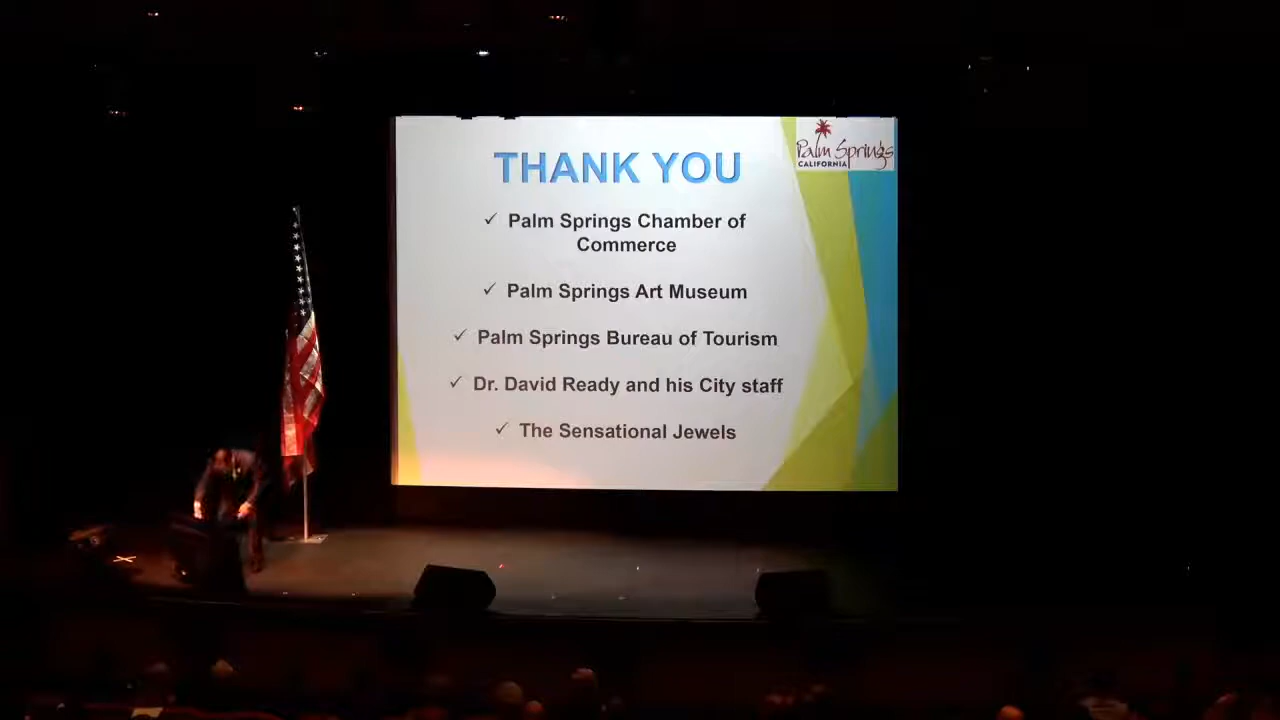 Palm Springs
CALIFORNIA
THANK YOU
✓ Palm Springs Chamber of
Commerce
✓ Palm Springs Art Museum
✓ Palm Springs Bureau of Tourism
✓ Dr. David Ready and his City staff
✓ The Sensational Jewels